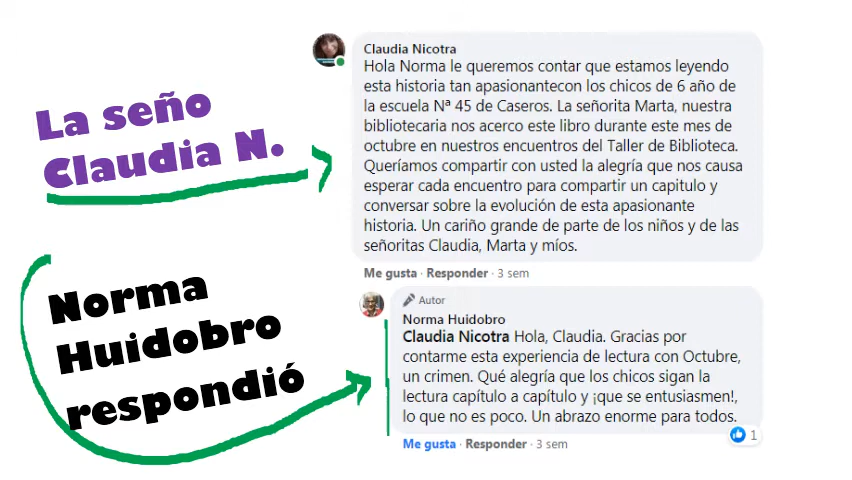 La seño
Claudia N.
Claudia Nicotra
Hola Norma le queremos contar que estamos leyendo
esta historia tan apasionantecon los chicos de 6 año de
la escuela Nª 45 de Caseros. La señorita Marta, nuestra
bibliotecaria nos acerco este libro durante este mes de
octubre en nuestros encuentros del Taller de Biblioteca.
Queríamos compartir con usted la alegría que nos causa
esperar cada encuentro para compartir un capitulo y
conversar sobre la evolución de esta apasionante
historia. Un cariño grande de parte de los niños y de las
señoritas Claudia, Marta y míos.
Me gusta · Responder · 3 sem
Norma
Huidobro
respondió
Autor
Norma Huidobro
Claudia Nicotra Hola, Claudia. Gracias por
contarme esta experiencia de lectura con Octubre,
un crimen. Qué alegría que los chicos sigan la
lectura capítulo a capítulo y ¡que se entusiasmen!,
lo que no es poco. Un abrazo enorme para todos.
1
Me gusta · Responder · 3 sem